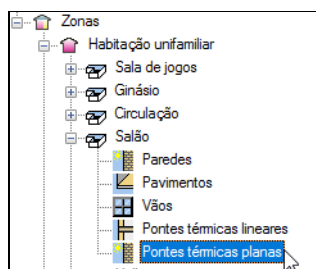 Zonas
Habitação unifamiliar
Sala de jogos
Ginásio
Circulação
Salão
Paredes
Pavimentos
Vãos
Pontes térmicas lineares
Pontes térmicas planas